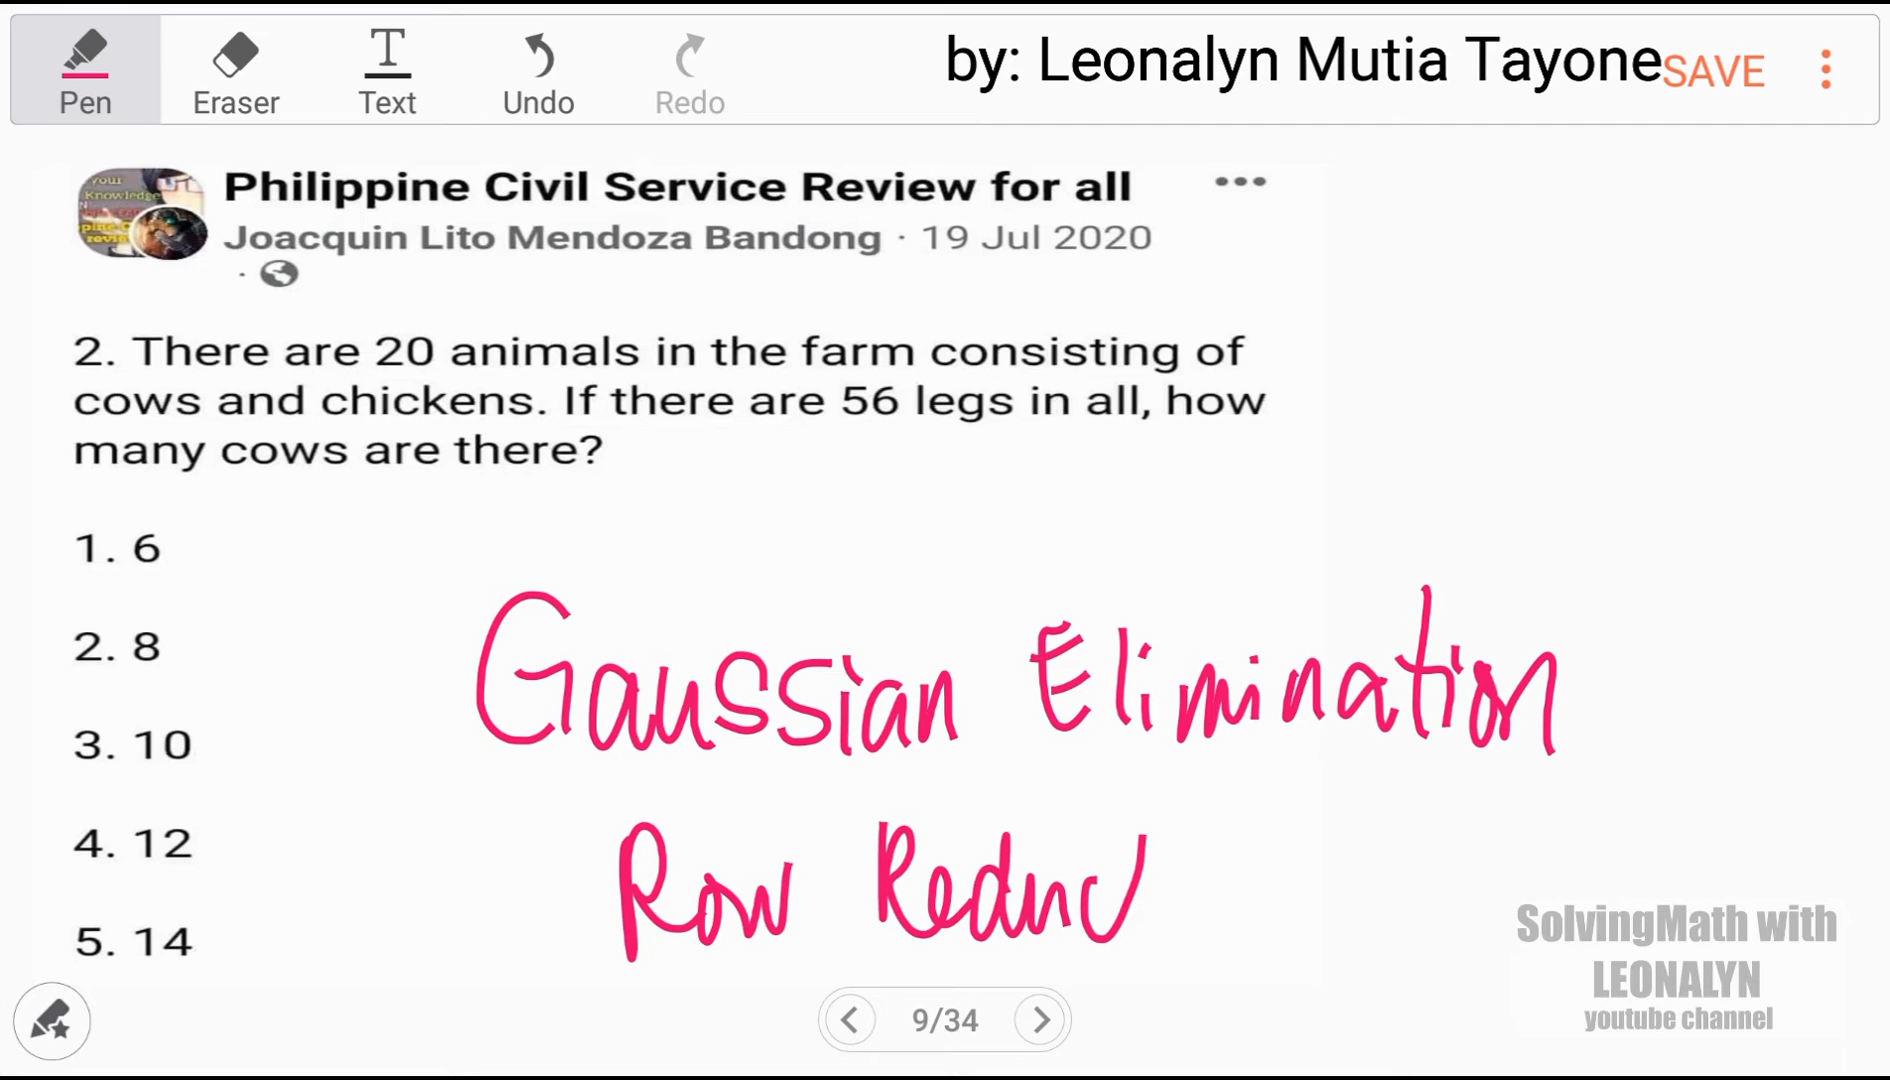 Pen
Eraser
T
Text
Undo
Redo
by: Leonalyn Mutia Tayone
SAVE
your
Knowledge
Philippine Civil Service Review for all
Joacquin Lito Mendoza Bandong · 19 Jul 2020
2. There are 20 animals in the farm consisting of
cows and chickens. If there are 56 legs in all, how
many cows are there?
1. 6
2. 8
3. 10
4. 12
5. 14
Gaussian Elimination
Row Reduc
9/34
SolvingMath with
LEONALYN
youtube channel